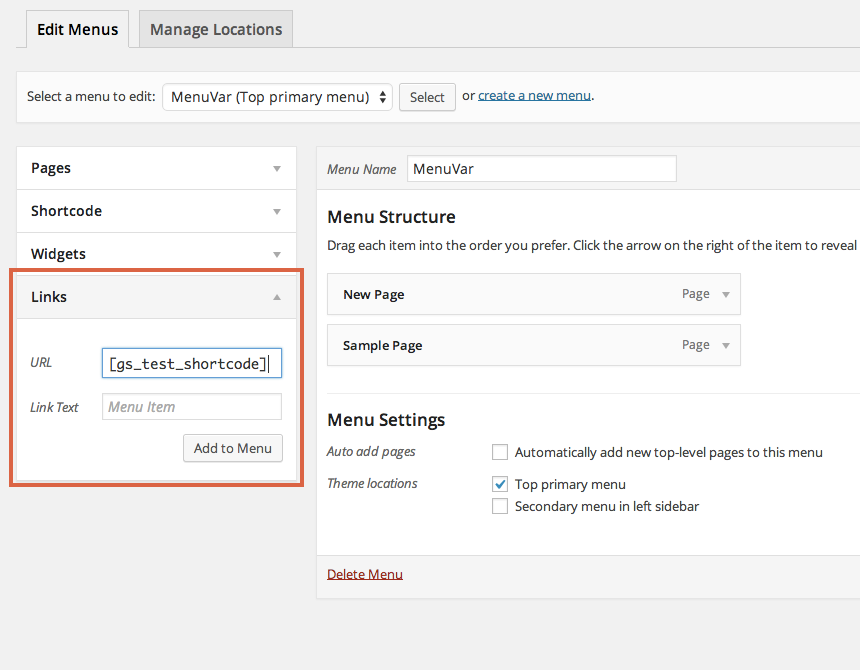 Edit Menus
Manage Locations
Select a menu to edit: MenuVar (Top primary menu) Select or create a new menu.
Pages
Shortcode
Widgets
Links
URL [gs_test_shortcode]
Link Text Menu Item
Add to Menu
Menu Name MenuVar
Menu Structure
Drag each item into the order you prefer. Click the arrow on the right of the item to reveal
New Page Page
Sample Page Page
Menu Settings
Auto add pages Automatically add new top-level pages to this menu
Theme locations Top primary menu
Secondary menu in left sidebar
Delete Menu